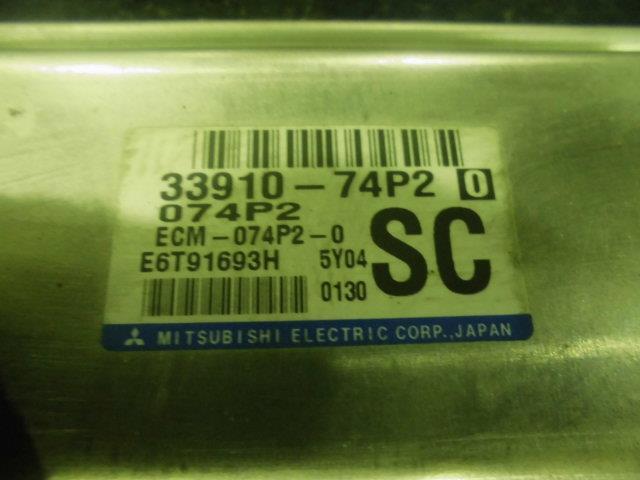 33910-74P2 0
074P2
ECM-074P2-0
E6T91693H 5Y04
0130
SC
MITSUBISHI ELECTRIC CORP.,JAPAN